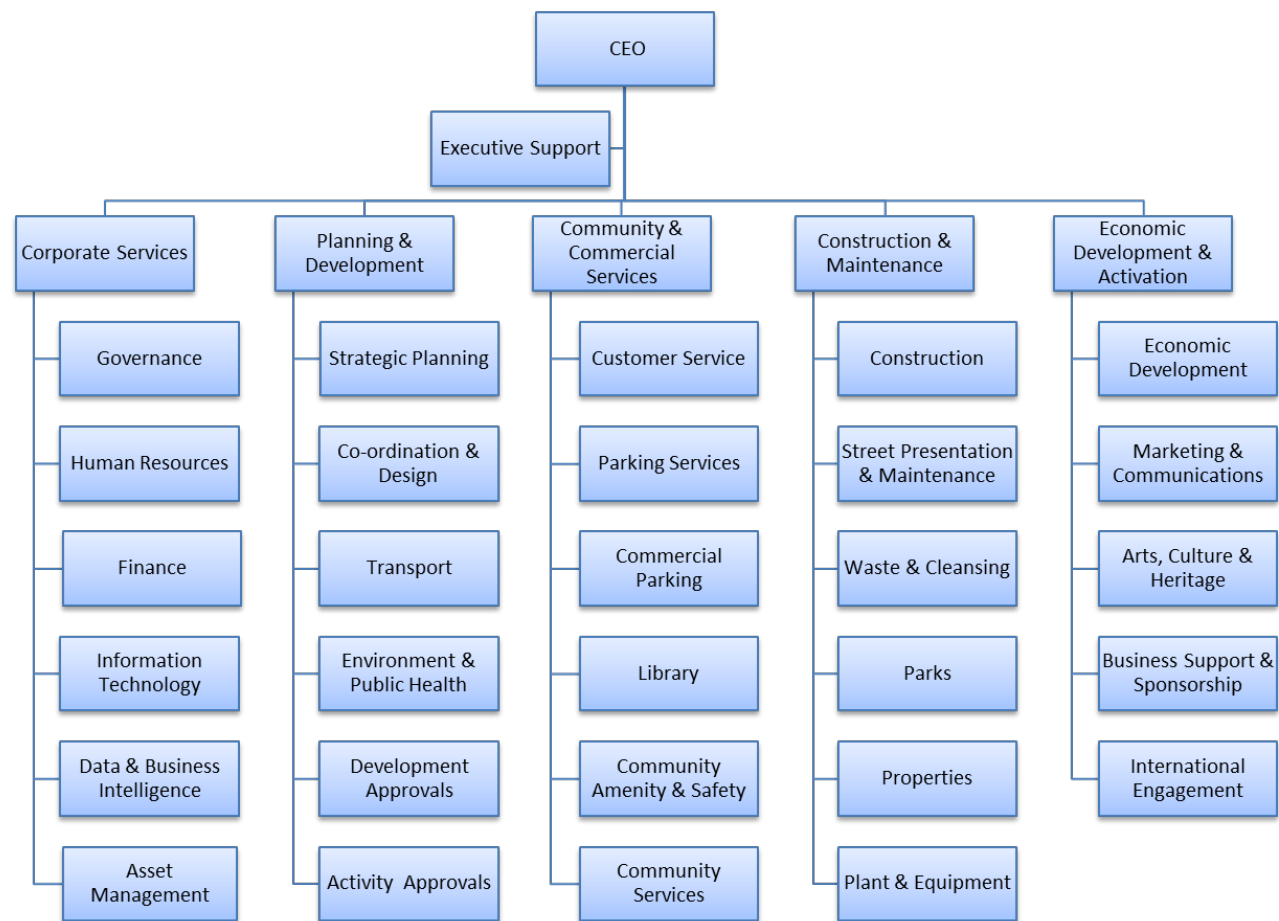 CEO
Executive Support
Corporate Services
Governance
Human Resources
Finance
Information
Technology
Data & Business
Intelligence
Asset
Management
Planning &
Development
Strategic Planning
Co-ordination &
Design
Transport
Environment &
Public Health
Development
Approvals
Activity Approvals
Community &
Commercial
Services
Customer Service
Parking Services
Commercial
Parking
Library
Community
Amenity & Safety
Community
Services
Construction &
Maintenance
Construction
Street Presentation
& Maintenance
Waste & Cleansing
Parks
Properties
Plant & Equipment
Economic
Development &
Activation
Economic
Development
Marketing &
Communications
Arts, Culture &
Heritage
Business Support &
Sponsorship
International
Engagement